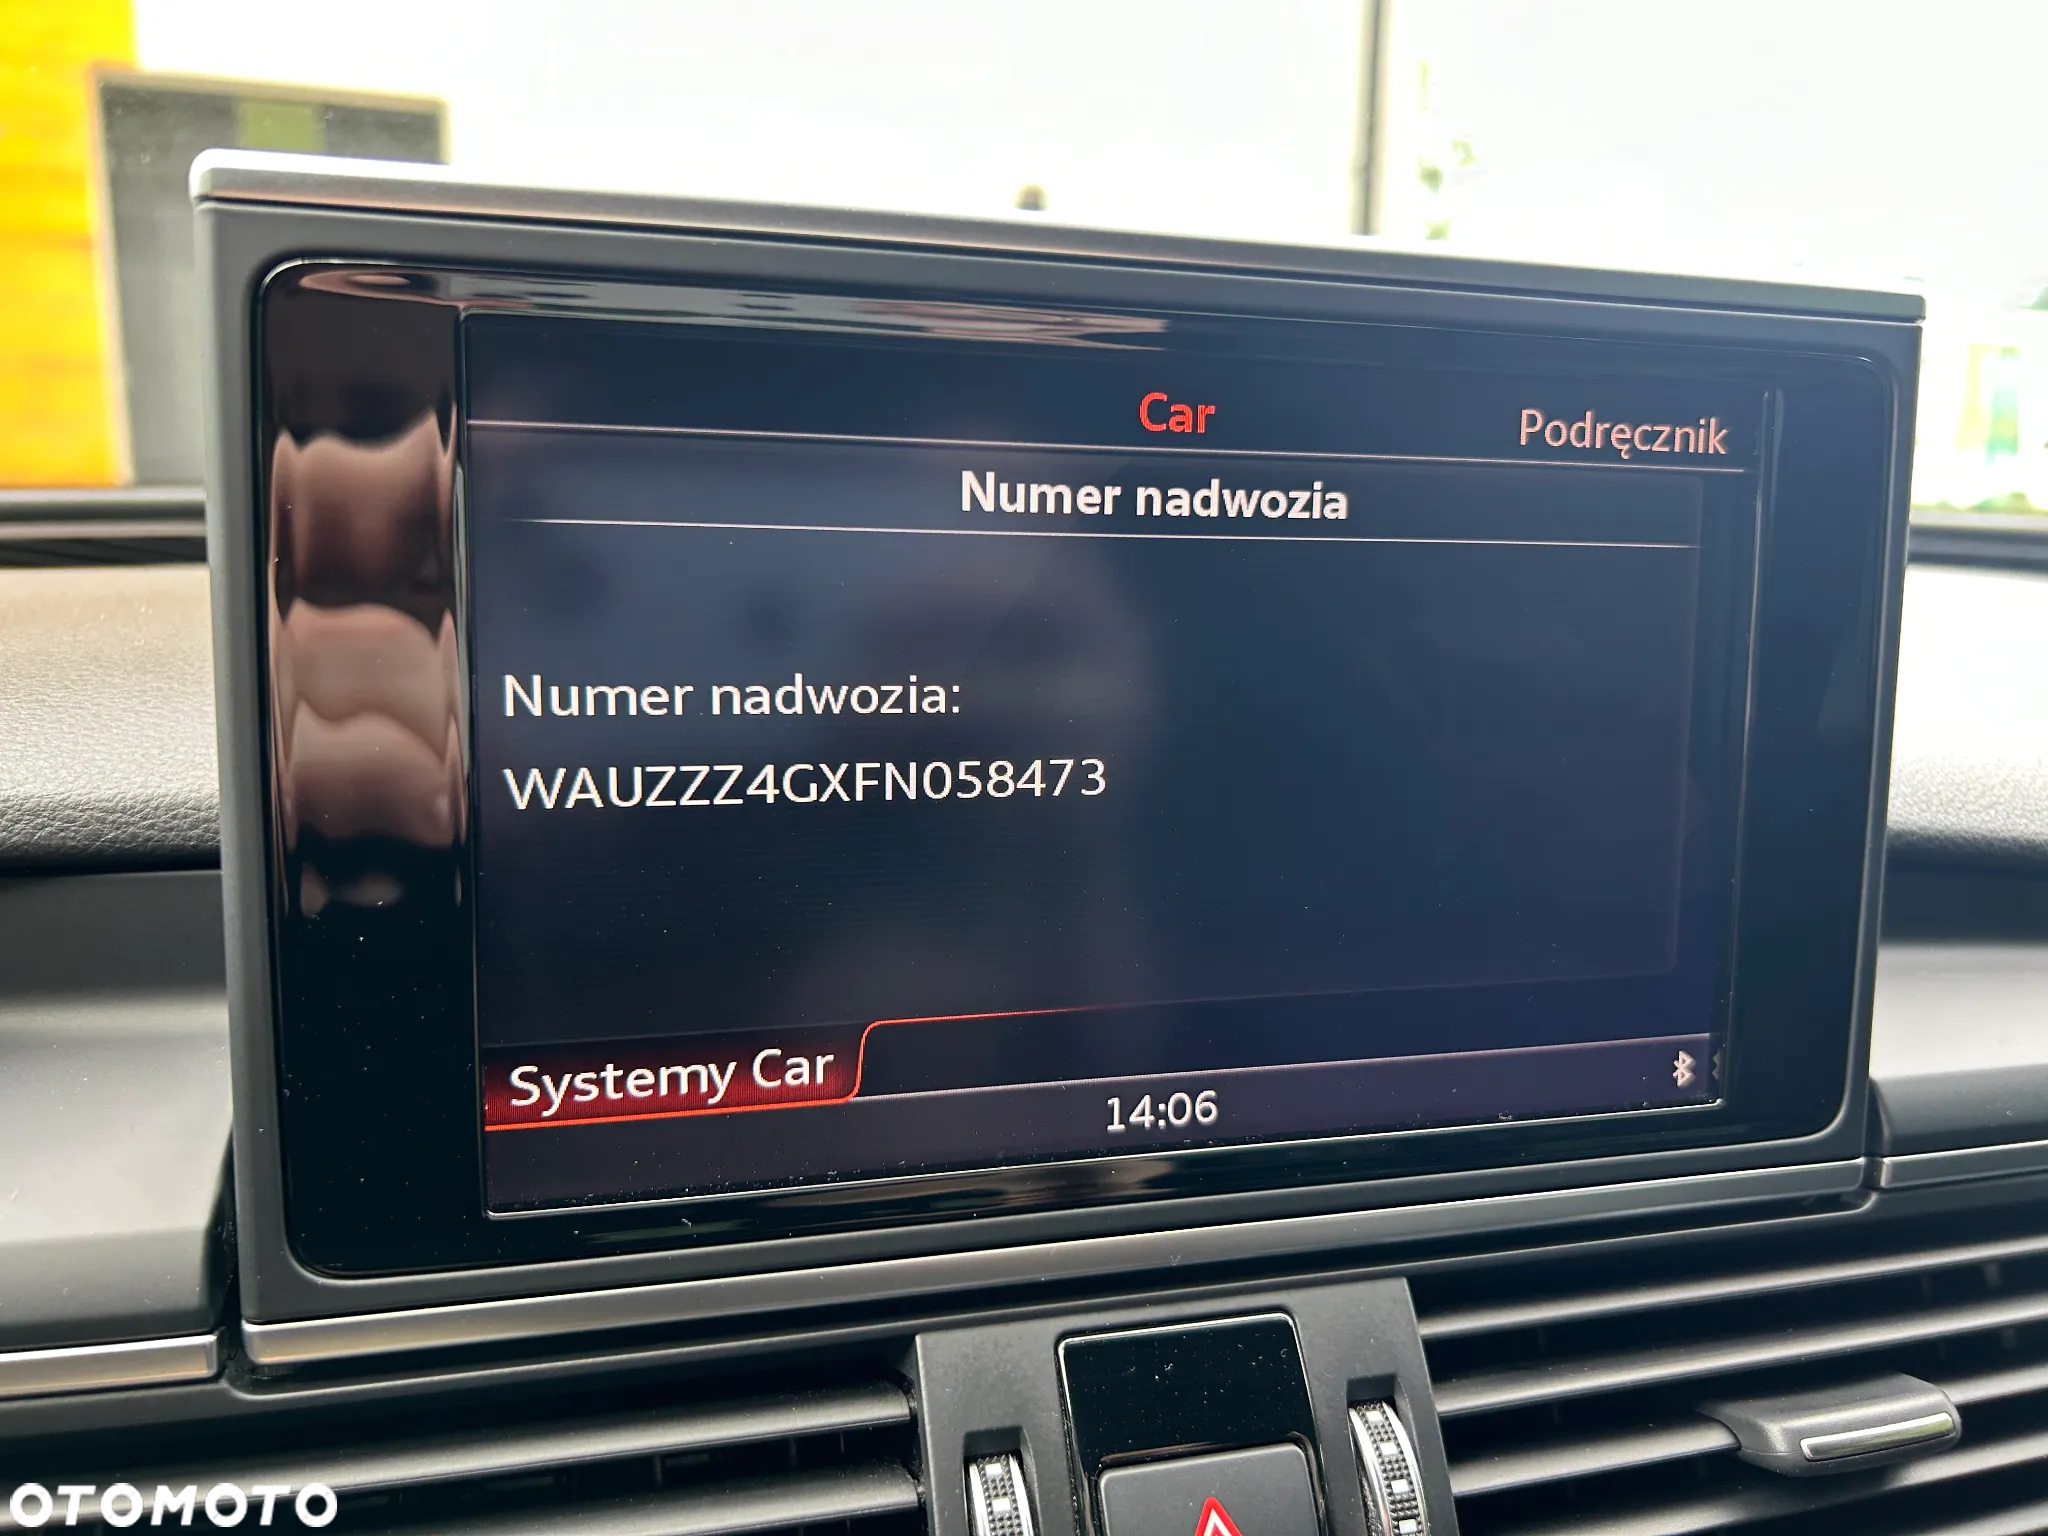 Car
Podręcznik
Numer nadwozia
Numer nadwozia:
WAUZZZ4GXFN058473
Systemy Car
14:06
OTOMOTO